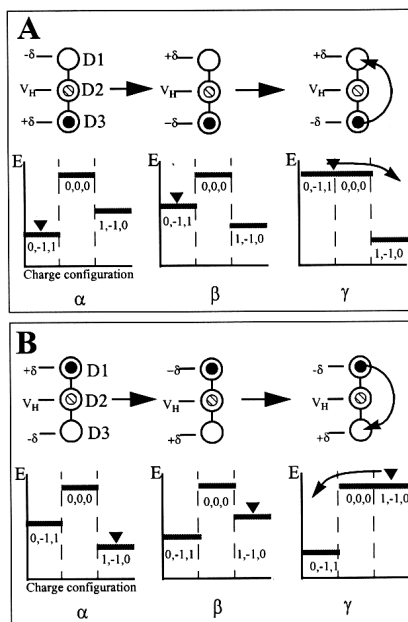 A
-δ D1 +δ +δ
V_H D2 V_H V_H
+δ D3 -δ -δ
E
0,-1,1 0,0,0 1,-1,0
0,-1,1 0,0,0 1,-1,0
0,-1,1 0,0,0 1,-1,0
Charge configuration
α β γ
B
+δ D1 -δ -δ
V_H D2 V_H V_H
-δ D3 +δ +δ
E E E
0,-1,1 0,0,0 1,-1,0
0,-1,1 0,0,0 1,-1,0
0,-1,1 0,0,0 1,-1,0
Charge configuration
α β γ